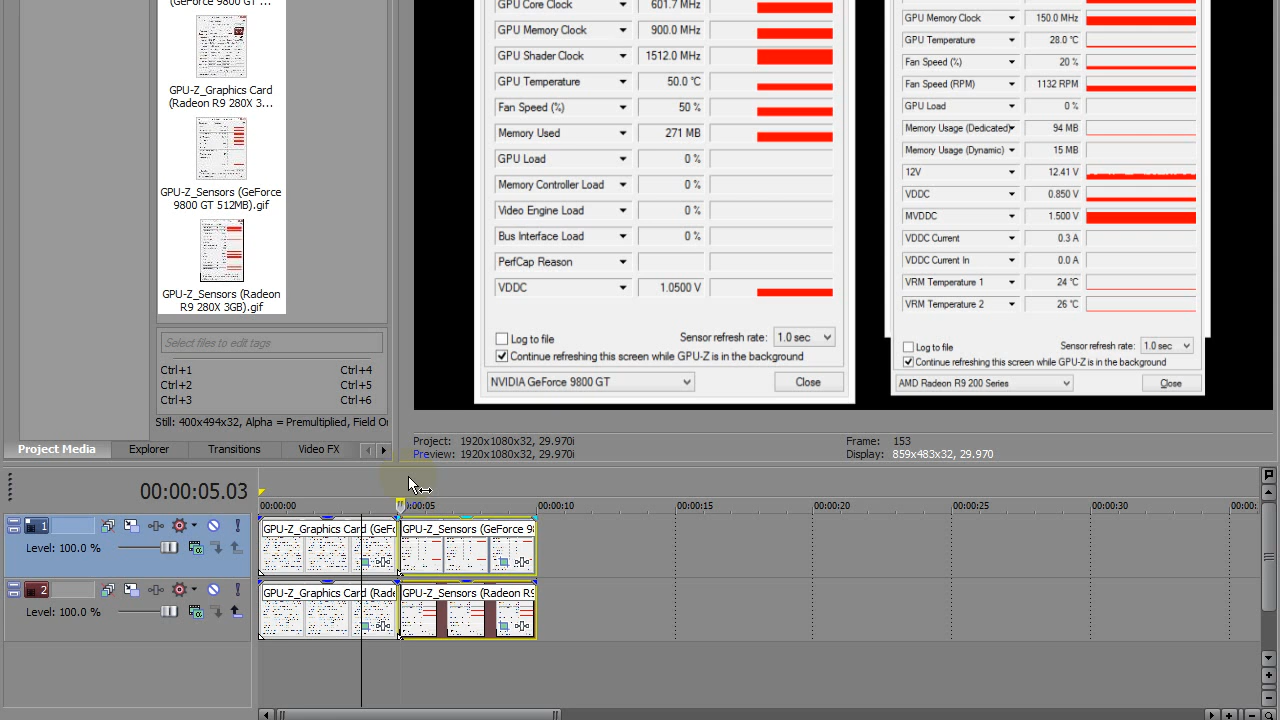 (GeForce 9800 GT ...
GPU-Z_Graphics Card
(Radeon R9 280X 3...
GPU-Z_Sensors (GeForce
9800 GT 512MB).gif
GPU-Z_Sensors (Radeon
R9 280X 3GB).gif
Select files to edit tags
Ctrl+1 Ctrl+4
Ctrl+2 Ctrl+5
Ctrl+3 Ctrl+6
Still: 400x494x32, Alpha = Premultiplied, Field Or
Project Media Explorer Transitions Video FX
GPU Core Clock 601.7 MHz
GPU Memory Clock 900.0 MHz
GPU Shader Clock 1512.0 MHz
GPU Temperature 50.0 °C
Fan Speed (%) 50 %
Memory Used 271 MB
GPU Load 0 %
Memory Controller Load 0 %
Video Engine Load 0 %
Bus Interface Load 0 %
PerfCap Reason
VDDC 1.0500 V
Log to file Sensor refresh rate: 1.0 sec
Continue refreshing this screen while GPU-Z is in the background
NVIDIA GeForce 9800 GT Close
GPU Memory Clock 150.0 MHz
GPU Temperature 28.0 °C
Fan Speed (%) 20 %
Fan Speed (RPM) 1132 RPM
GPU Load 0 %
Memory Usage (Dedicated) 94 MB
Memory Usage (Dynamic) 15 MB
12V 12.41 V
VDDC 0.850 V
MVDDC 1.500 V
VDDC Current 0.3 A
VDDC Current In 0.0 A
VRM Temperature 1 24 °C
VRM Temperature 2 26 °C
Log to file Sensor refresh rate: 1.0 sec
Continue refreshing this screen while GPU-Z is in the background
AMD Radeon R9 200 Series Close
Project: 1920x1080x32, 29.970i Frame: 153
Preview: 1920x1080x32, 29.970i Display: 859x483x32, 29.970
00:00:05.03
00:00:00 :00:05 00:00:10 00:00:15 00:00:20 00:00:25 00:00:30 00:00:
1 GPU-Z_Graphics Card (GeFo GPU-Z_Sensors (GeForce 98
Level: 100.0 %
2 GPU-Z_Graphics Card (Rade GPU-Z_Sensors (Radeon R9
Level: 100.0 %